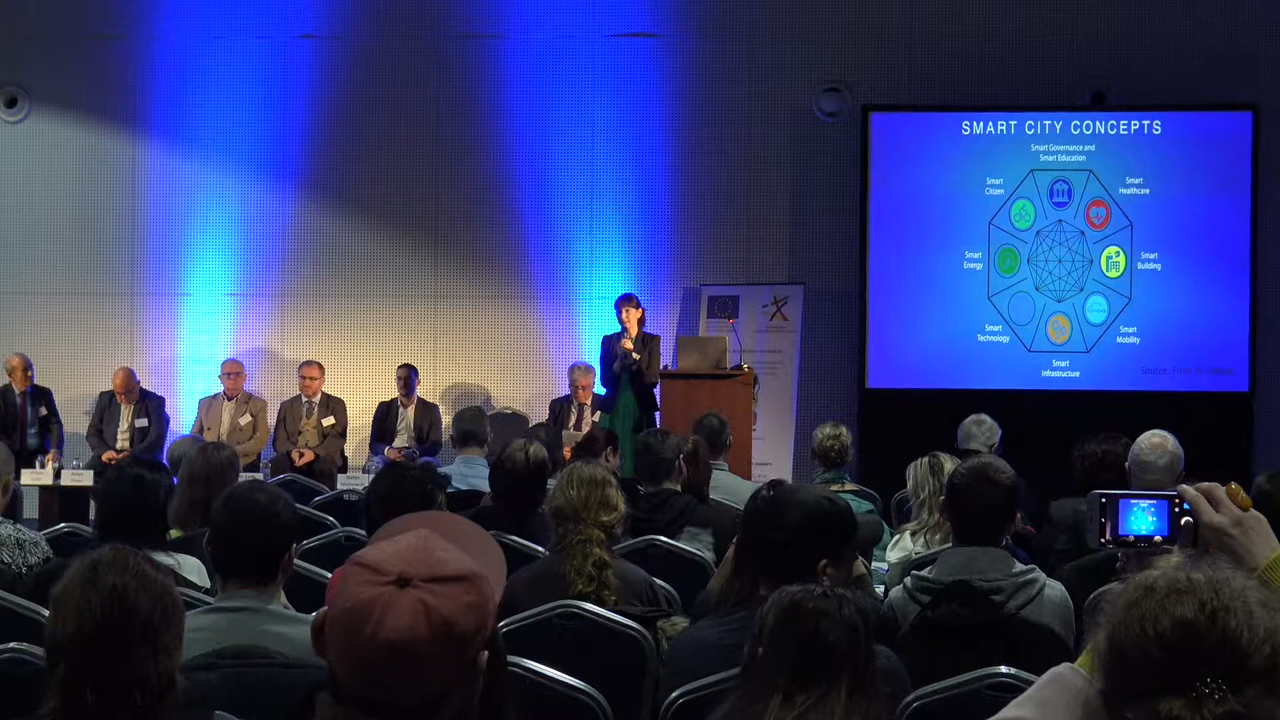 SMART CITY CONCEPTS
Smart Governance and
Smart Education
Smart
Citizen
Smart
Healthcare
Smart
Energy
Smart
Building
Smart
Technology
Smart
Mobility
Smart
Infrastructure